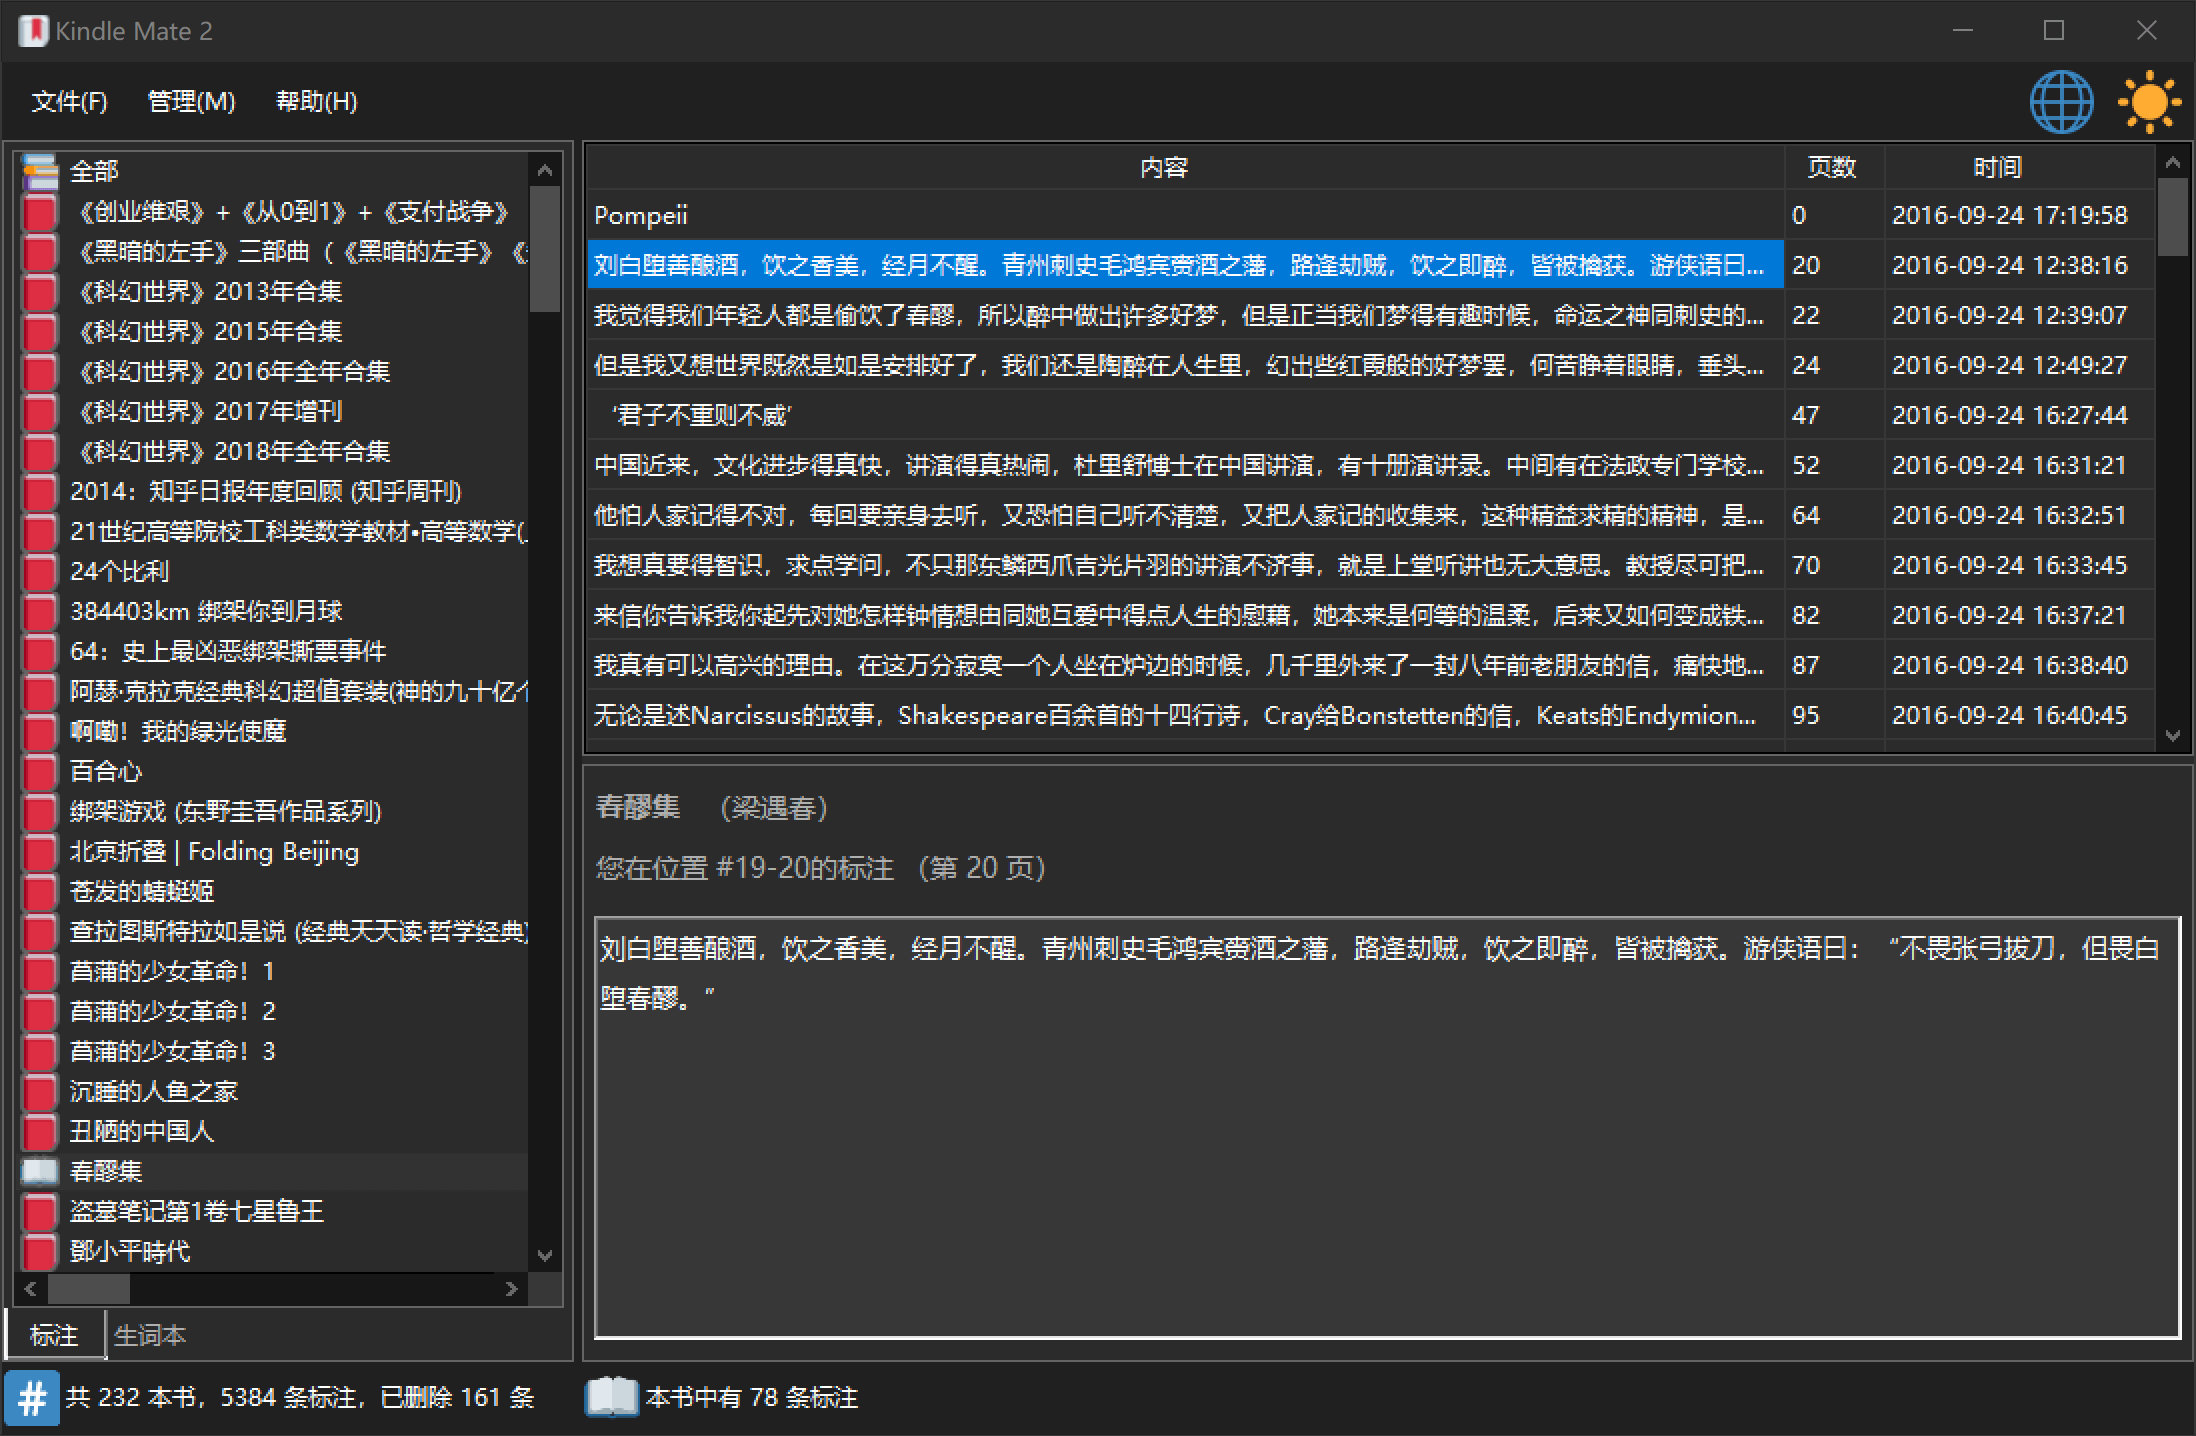 Kindle Mate 2
文件(F) 管理(M) 帮助(H)
全部
《创业维艰》+《从0到1》+《支付战争》
《黑暗的左手》三部曲（《黑暗的左手》《
《科幻世界》2013年合集
《科幻世界》2015年合集
《科幻世界》2016年全年合集
《科幻世界》2017年增刊
《科幻世界》2018年全年合集
2014：知乎日报年度回顾 (知乎周刊)
21世纪高等院校工科类数学教材•高等数学(
24个比利
384403km 绑架你到月球
64：史上最凶恶绑架撕票事件
阿瑟·克拉克经典科幻超值套装(神的九十亿个
啊嘞！我的绿光使魔
百合心
绑架游戏 (东野圭吾作品系列)
北京折叠 | Folding Beijing
苍发的蜻蜓姬
查拉图斯特拉如是说 (经典天天读·哲学经典)
菖蒲的少女革命！1
菖蒲的少女革命！2
菖蒲的少女革命！3
沉睡的人鱼之家
丑陋的中国人
春醪集
盗墓笔记第1卷七星鲁王
鄧小平時代
标注 生词本
内容 页数 时间
Pompeii 0 2016-09-24 17:19:58
刘白堕善酿酒，饮之香美，经月不醒。青州刺史毛鸿宾赍酒之藩，路逢劫贼，饮之即醉，皆被擒获。游侠语曰... 20 2016-09-24 12:38:16
我觉得我们年轻人都是偷饮了春醪，所以醉中做出许多好梦，但是正当我们梦得有趣时候，命运之神同刺史的... 22 2016-09-24 12:39:07
但是我又想世界既然是如是安排好了，我们还是陶醉在人生里，幻出些红霞般的好梦罢，何苦睁着眼睛，垂头... 24 2016-09-24 12:49:27
‘君子不重则不威’ 47 2016-09-24 16:27:44
中国近来，文化进步得真快，讲演得真热闹，杜里舒博士在中国讲演，有十册演讲录。中间有在法政专门学校... 52 2016-09-24 16:31:21
他怕人家记得不对，每回要亲身去听，又恐怕自己听不清楚，又把人家记的收集来，这种精益求精的精神，是... 64 2016-09-24 16:32:51
我想真要得智识，求点学问，不只那东鳞西爪吉光片羽的讲演不济事，就是上堂听讲也无大意思。教授尽可把... 70 2016-09-24 16:33:45
来信你告诉我你起先对她怎样钟情想由同她互爱中得点人生的慰藉，她本来是何等的温柔，后来又如何变成铁... 82 2016-09-24 16:37:21
我真有可以高兴的理由。在这万分寂寞一个人坐在炉边的时候，几千里外来了一封八年前老朋友的信，痛快地... 87 2016-09-24 16:38:40
无论是述Narcissus的故事，Shakespeare百余首的十四行诗，Cray给Bonstetten的信，Keats的Endymion... 95 2016-09-24 16:40:45
春醪集 （梁遇春）
您在位置 #19-20的标注 （第 20 页）
刘白堕善酿酒，饮之香美，经月不醒。青州刺史毛鸿宾赍酒之藩，路逢劫贼，饮之即醉，皆被擒获。游侠语曰：“不畏张弓拔刀，但畏白
堕春醪。”
共 232 本书，5384 条标注，已删除 161 条
本书中有 78 条标注